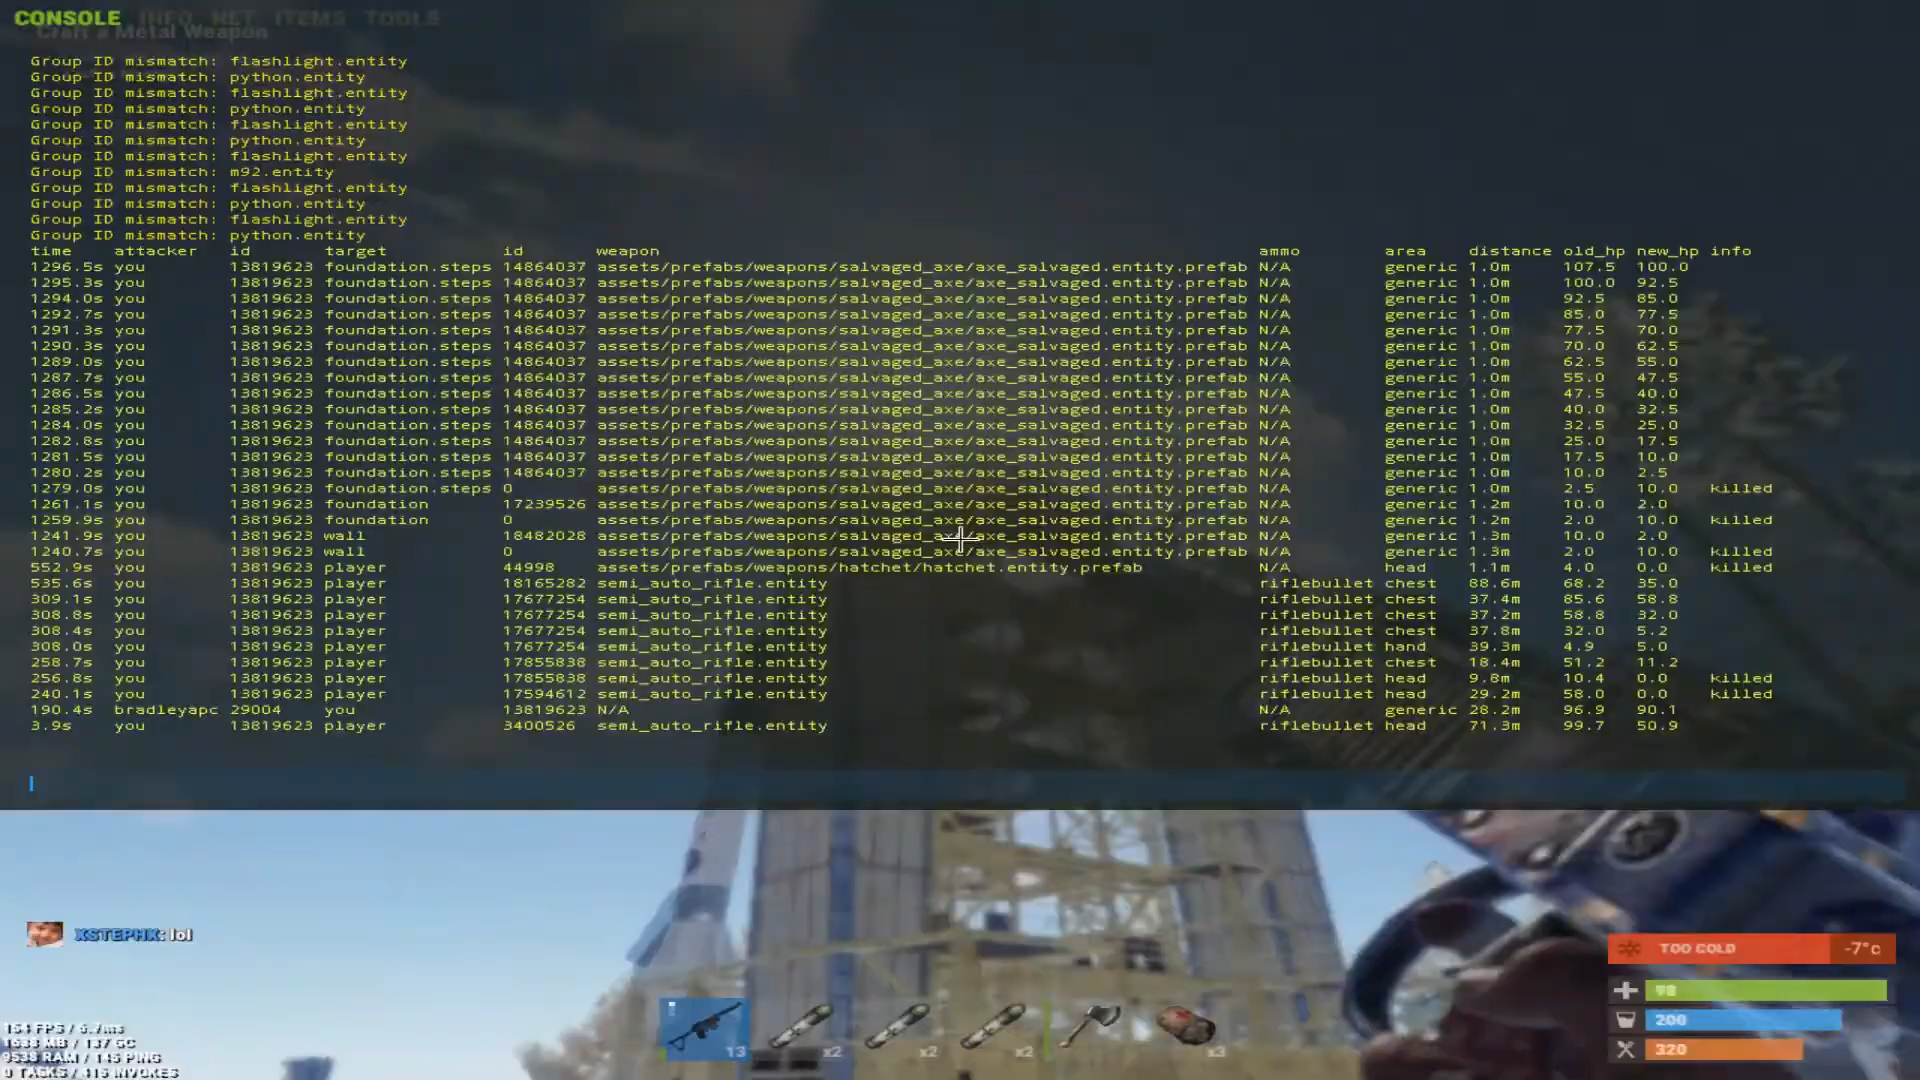 CONSOLE INFO NET ITEMS TOOLS
Craft a Metal Weapon
Group ID mismatch: flashlight.entity
Group ID mismatch: python.entity
Group ID mismatch: flashlight.entity
Group ID mismatch: python.entity
Group ID mismatch: flashlight.entity
Group ID mismatch: python.entity
Group ID mismatch: flashlight.entity
Group ID mismatch: m92.entity
Group ID mismatch: flashlight.entity
Group ID mismatch: python.entity
Group ID mismatch: flashlight.entity
Group ID mismatch: python.entity
time attacker id target id weapon ammo area distance old_hp new_hp info
1296.5s you 13819623 foundation.steps 14864037 assets/prefabs/weapons/salvaged_axe/axe_salvaged.entity.prefab N/A generic 1.0m 107.5 100.0
1295.3s you 13819623 foundation.steps 14864037 assets/prefabs/weapons/salvaged_axe/axe_salvaged.entity.prefab N/A generic 1.0m 100.0 92.5
1294.0s you 13819623 foundation.steps 14864037 assets/prefabs/weapons/salvaged_axe/axe_salvaged.entity.prefab N/A generic 1.0m 92.5 85.0
1292.7s you 13819623 foundation.steps 14864037 assets/prefabs/weapons/salvaged_axe/axe_salvaged.entity.prefab N/A generic 1.0m 85.0 77.5
1291.3s you 13819623 foundation.steps 14864037 assets/prefabs/weapons/salvaged_axe/axe_salvaged.entity.prefab N/A generic 1.0m 77.5 70.0
1290.3s you 13819623 foundation.steps 14864037 assets/prefabs/weapons/salvaged_axe/axe_salvaged.entity.prefab N/A generic 1.0m 70.0 62.5
1289.0s you 13819623 foundation.steps 14864037 assets/prefabs/weapons/salvaged_axe/axe_salvaged.entity.prefab N/A generic 1.0m 62.5 55.0
1287.7s you 13819623 foundation.steps 14864037 assets/prefabs/weapons/salvaged_axe/axe_salvaged.entity.prefab N/A generic 1.0m 55.0 47.5
1286.5s you 13819623 foundation.steps 14864037 assets/prefabs/weapons/salvaged_axe/axe_salvaged.entity.prefab N/A generic 1.0m 47.5 40.0
1285.2s you 13819623 foundation.steps 14864037 assets/prefabs/weapons/salvaged_axe/axe_salvaged.entity.prefab N/A generic 1.0m 40.0 32.5
1284.0s you 13819623 foundation.steps 14864037 assets/prefabs/weapons/salvaged_axe/axe_salvaged.entity.prefab N/A generic 1.0m 32.5 25.0
1282.8s you 13819623 foundation.steps 14864037 assets/prefabs/weapons/salvaged_axe/axe_salvaged.entity.prefab N/A generic 1.0m 25.0 17.5
1281.5s you 13819623 foundation.steps 14864037 assets/prefabs/weapons/salvaged_axe/axe_salvaged.entity.prefab N/A generic 1.0m 17.5 10.0
1280.2s you 13819623 foundation.steps 14864037 assets/prefabs/weapons/salvaged_axe/axe_salvaged.entity.prefab N/A generic 1.0m 10.0 2.5
1279.0s you 13819623 foundation.steps 0 assets/prefabs/weapons/salvaged_axe/axe_salvaged.entity.prefab N/A generic 1.0m 2.5 10.0 killed
1261.1s you 13819623 foundation 17239526 assets/prefabs/weapons/salvaged_axe/axe_salvaged.entity.prefab N/A generic 1.2m 10.0 2.0
1259.9s you 13819623 foundation 0 assets/prefabs/weapons/salvaged_axe/axe_salvaged.entity.prefab N/A generic 1.2m 2.0 10.0 killed
1241.9s you 13819623 wall 18482028 assets/prefabs/weapons/salvaged_axe/axe_salvaged.entity.prefab N/A generic 1.3m 10.0 2.0
1240.7s you 13819623 wall 0 assets/prefabs/weapons/salvaged_axe/axe_salvaged.entity.prefab N/A generic 1.3m 2.0 10.0 killed
552.9s you 13819623 player 44998 assets/prefabs/weapons/hatchet/hatchet.entity.prefab N/A head 1.1m 4.0 0.0 killed
535.6s you 13819623 player 18165282 semi_auto_rifle.entity riflebullet chest 88.6m 68.2 35.0
309.1s you 13819623 player 17677254 semi_auto_rifle.entity riflebullet chest 37.4m 85.6 58.8
308.8s you 13819623 player 17677254 semi_auto_rifle.entity riflebullet chest 37.2m 58.8 32.0
308.4s you 13819623 player 17677254 semi_auto_rifle.entity riflebullet chest 37.8m 32.0 5.2
308.0s you 13819623 player 17677254 semi_auto_rifle.entity riflebullet hand 39.3m 4.9 5.0
258.7s you 13819623 player 17855838 semi_auto_rifle.entity riflebullet chest 18.4m 51.2 11.2
256.8s you 13819623 player 17855838 semi_auto_rifle.entity riflebullet head 9.8m 10.4 0.0 killed
240.1s you 13819623 player 17594612 semi_auto_rifle.entity riflebullet head 29.2m 58.0 0.0 killed
190.4s bradleyapc 29004 you 13819623 N/A N/A generic 28.2m 96.9 90.1
3.9s you 13819623 player 3400526 semi_auto_rifle.entity riflebullet head 71.3m 99.7 50.9
XSTEPHX: lol
TOO COLD -7°c
98
200
320
13 x2 x2 x2 x3
164 FPS / 6.7ms
1638 MB / 137 GC
9538 RAM / 145 PING
0 TASKS / 415 INVOKES